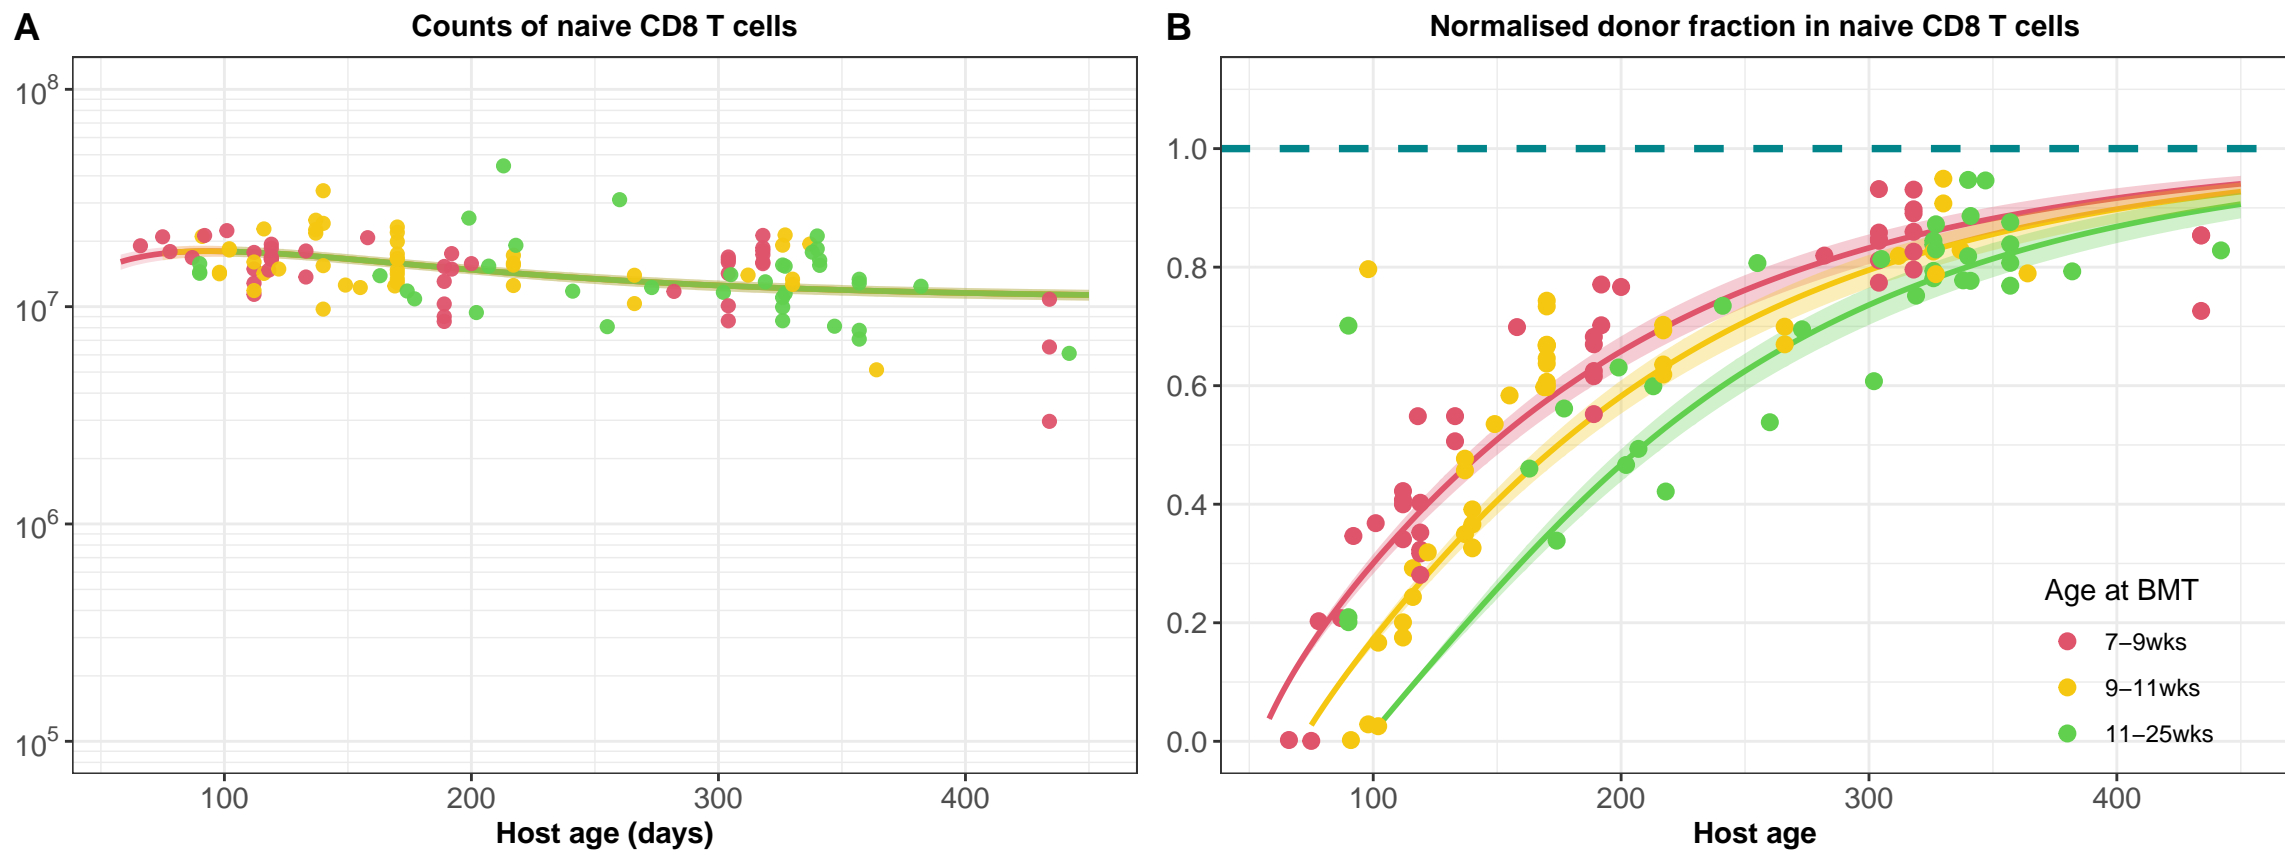 A
Counts of naive CD8 T cells
10^8
10^7
10^6
10^5
100 200 300 400
Host age (days)
B
Normalised donor fraction in naive CD8 T cells
1.0
0.8
0.6
0.4
0.2
0.0
Age at BMT
7–9wks
9–11wks
11–25wks
100 200 300 400
Host age